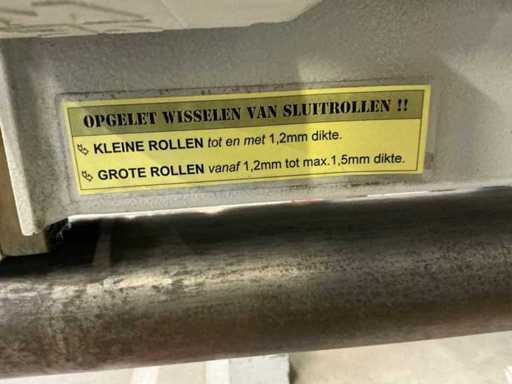 OPGELET WISSELEN VAN SLUITROLLEN !!
KLEINE ROLLEN tot en met 1,2mm dikte.
GROTE ROLLEN vanaf 1,2mm tot max.1,5mm dikte.